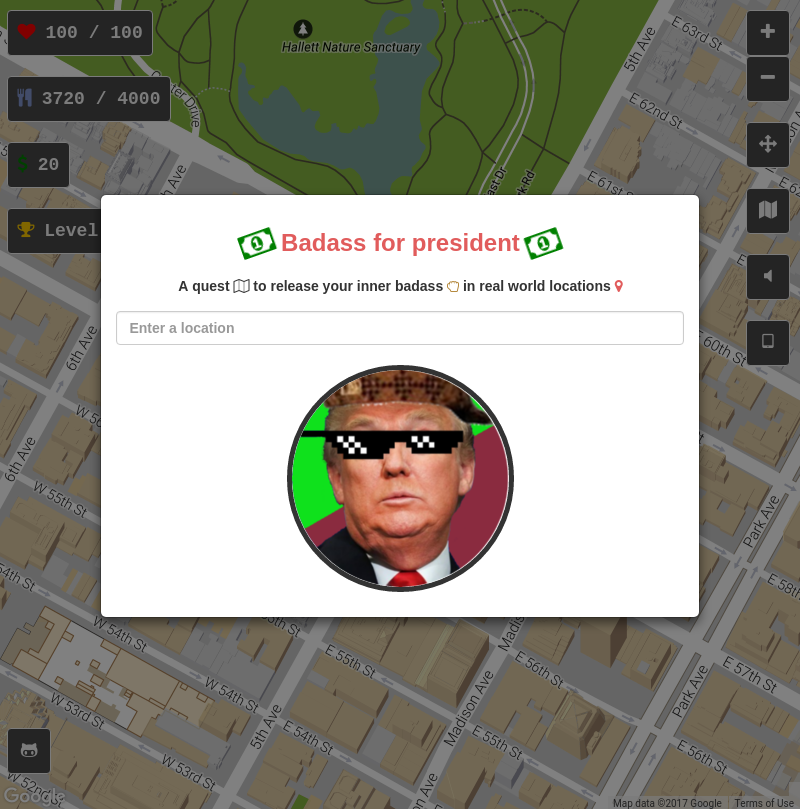 100 / 100
3720 / 4000
20
Level
Hallett Nature Sanctuary
Center Drive
East Dr
5th Ave
E 63rd St
E 62nd St
E 61st St
E 60th St
Badass for president
A quest to release your inner badass in real world locations
Enter a location
6th Ave
6th Ave
W 55th St
W 54th St
W 54th St
W 53rd St
W 53rd St
W 52nd St
5th Ave
E 55th St
E 54th St
Madison Ave
E 56th St
E 55th St
Park Ave
Park Ave
E 58th
E 57th St
E 56th St
Google
Map data ©2017 Google
Terms of Use